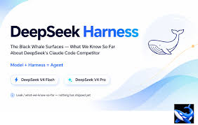 DeepSeek Harness
The Black Whale Surfaces — What We Know So Far
About DeepSeek's Claude Code Competitor
Model + Harness = Agent
DeepSeek V4 Flash
DeepSeek V4 Pro